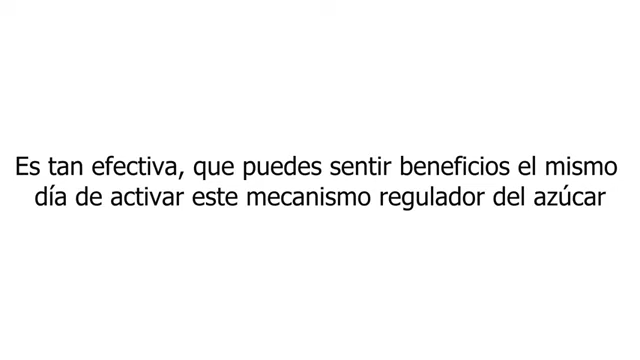 Es tan efectiva, que puedes sentir beneficios el mismo
día de activar este mecanismo regulador del azúcar